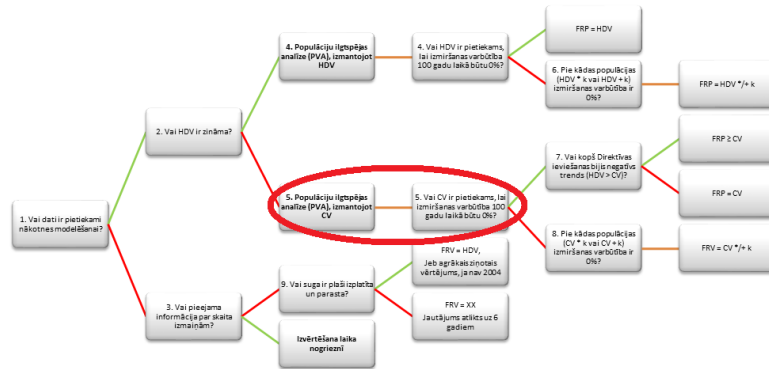 1. Vai dati ir pietiekami
nākotnes modelēšanai?
2. Vai HDV ir zināma?
3. Vai pieejama
informācija par skaita
izmaiņām?
4. Populāciju ilgtspējas
analīze (PVA), izmantojot
HDV
4. Vai HDV ir pietiekams,
lai izmiršanas varbūtība
100 gadu laikā būtu 0%?
FRP = HDV
6. Pie kādas populācijas
(HDV * k vai HDV + k)
izmiršanas varbūtība ir
0%?
FRP = HDV */+ k
5. Populāciju ilgtspējas
analīze (PVA), izmantojot
CV
5. Vai CV ir pietiekams, lai
izmiršanas varbūtība 100
gadu laikā būtu 0%?
7. Vai kopš Direktīvas
ieviešanas bijis negatīvs
trends (HDV > CV)?
FRP ≥ CV
FRP = CV
8. Pie kādas populācijas
(CV * k vai CV + k)
izmiršanas varbūtība ir
0%?
FRV = CV */+ k
9. Vai suga ir plaši izplatīta
un parasta?
FRV = HDV,
Jeb agrākais ziņotais
vērtējums, ja nav 2004
FRV = XX
Jautājums atlikts uz 6
gadiem
Izvērtēšana laika
nogrieznī